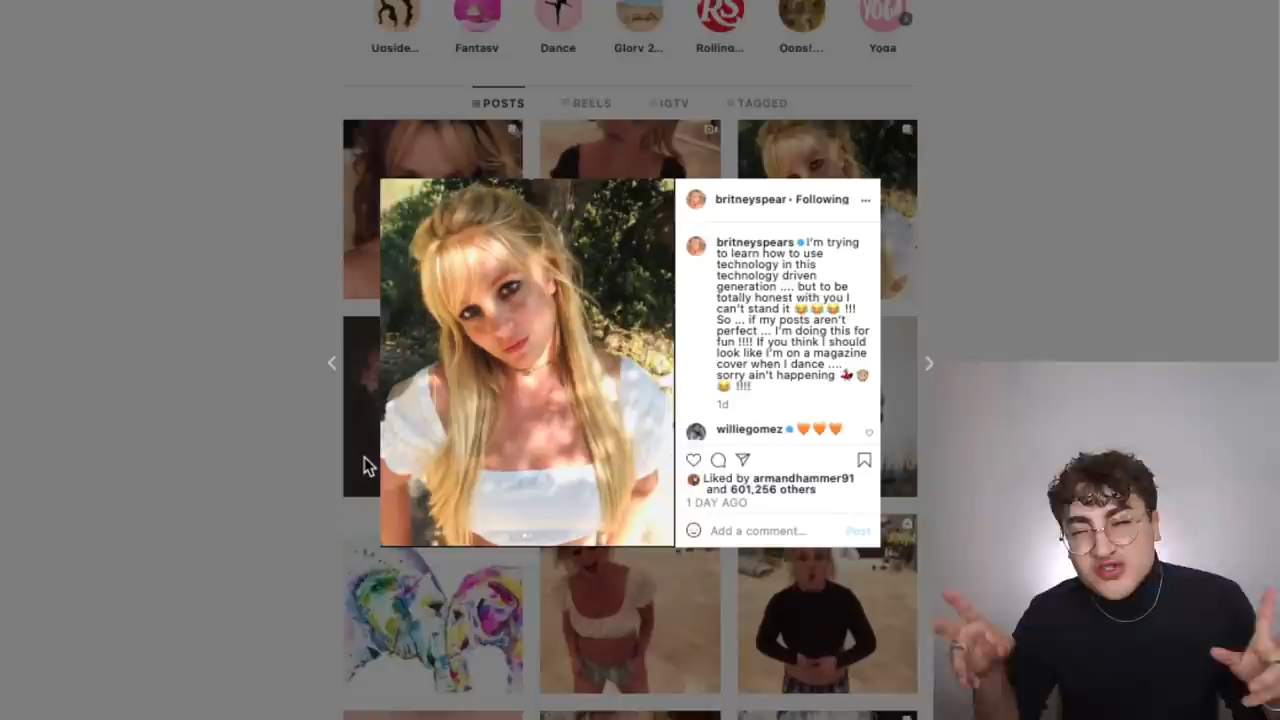 Upside... Fantasy Dance Glory 2... Rolling... Oops!... Yoga
RS
YOG
POSTS REELS IGTV TAGGED
britneyspear • Following ...
britneyspears I'm trying
to learn how to use
technology in this
technology driven
generation .... but to be
totally honest with you I
can't stand it 😂😂😂 !!!
So ... if my posts aren't
perfect ... I'm doing this for
fun !!!! If you think I should
look like I'm on a magazine
cover when I dance ....
sorry ain't happening 💃🏼🙊
😂 !!!!
1d
williegomez 🧡🧡🧡
Liked by armandhammer91
and 601,256 others
1 DAY AGO
Add a comment... Post